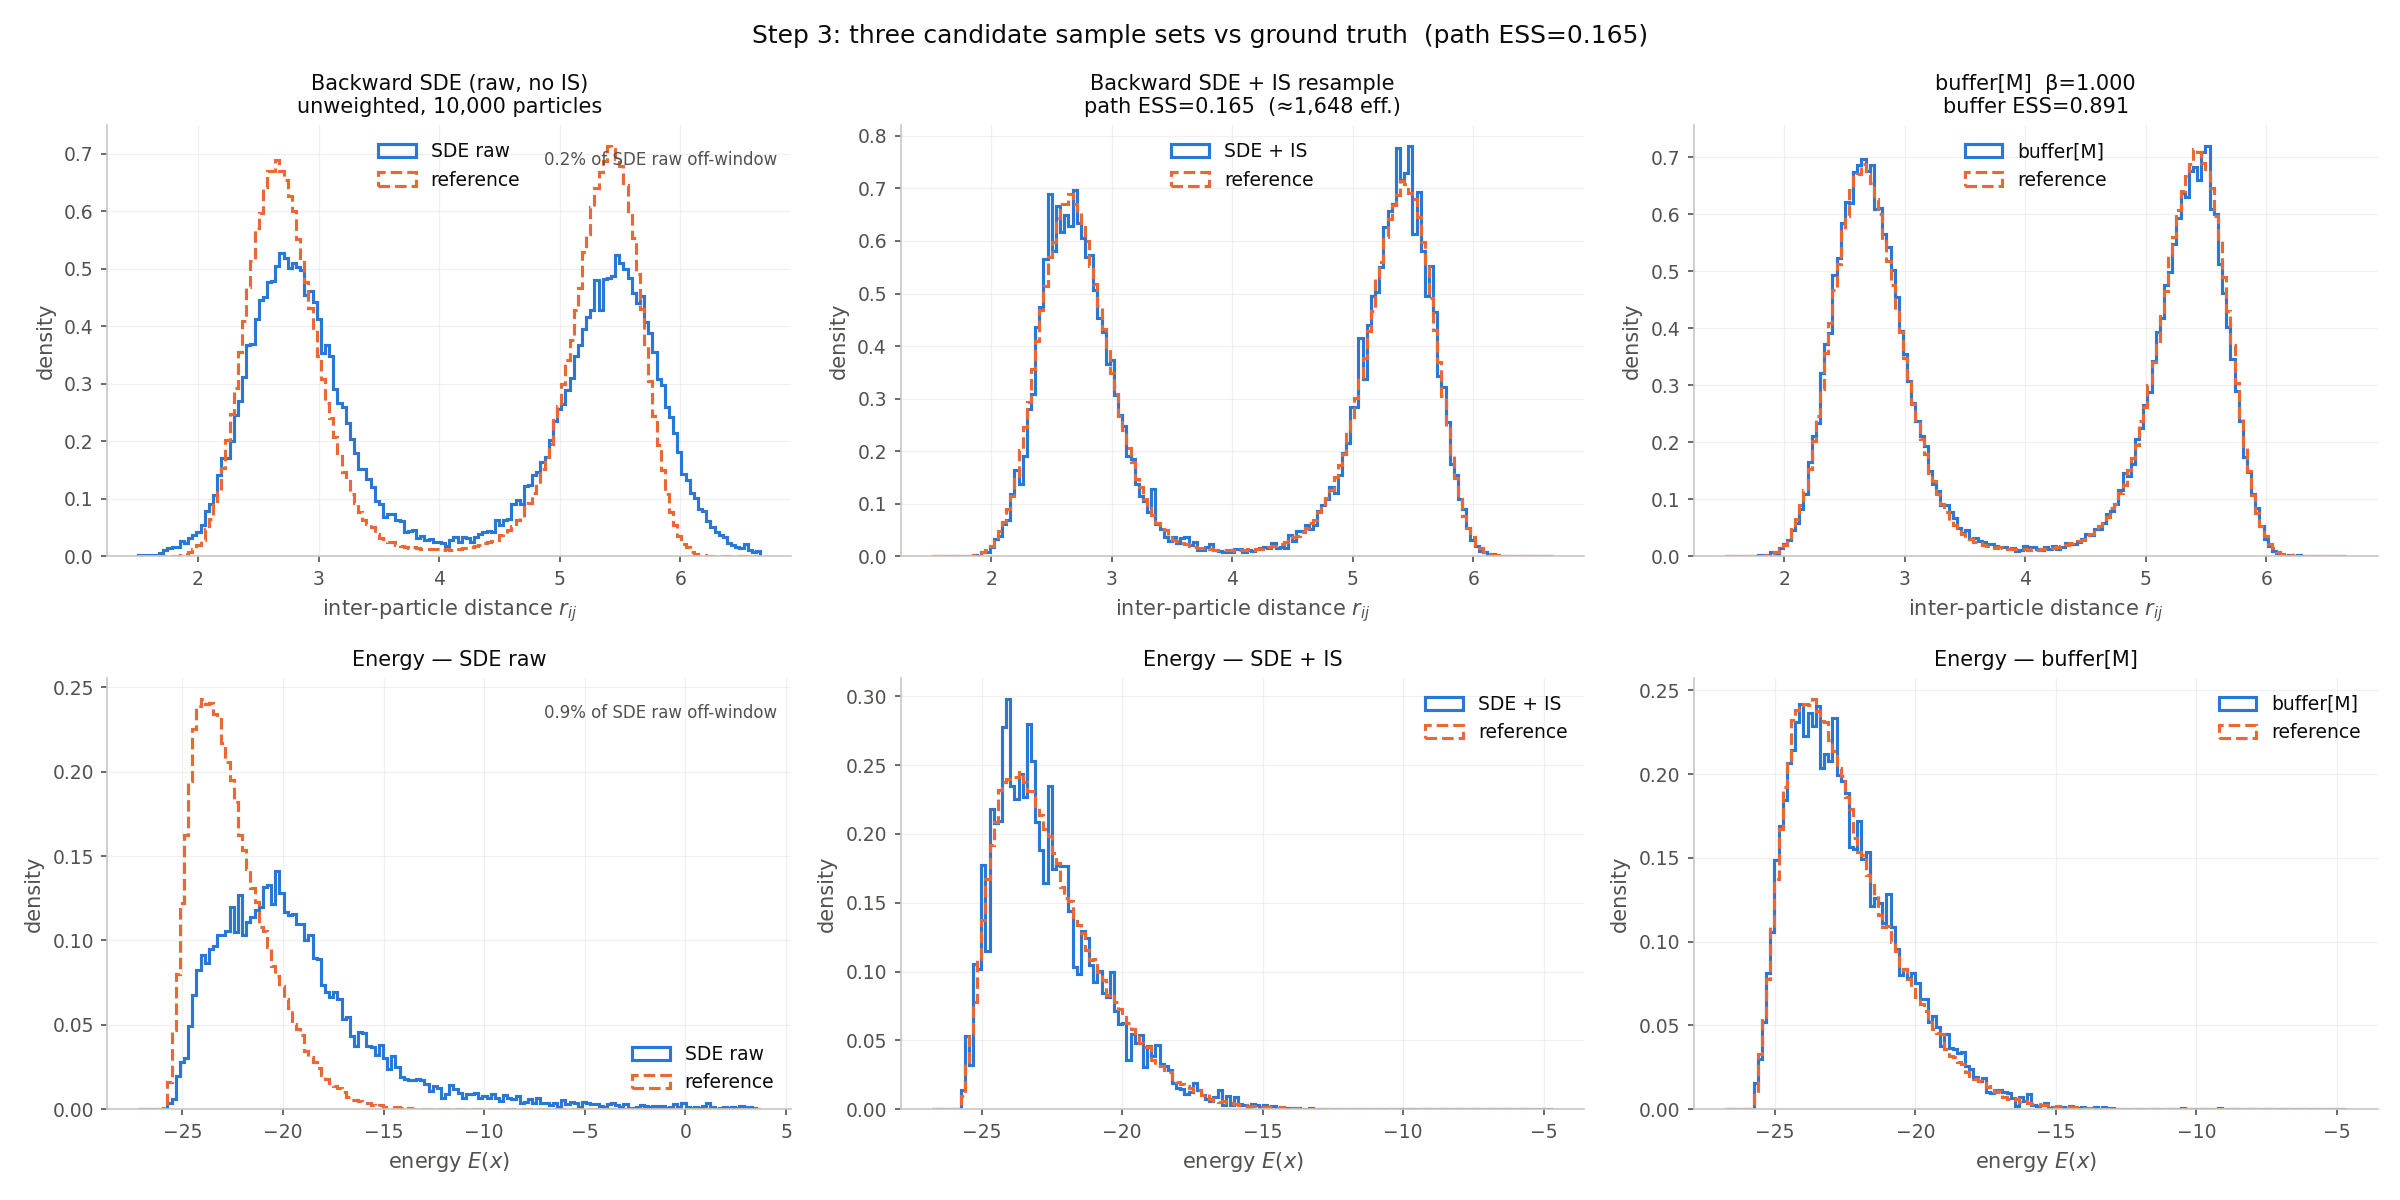 Step 3: three candidate sample sets vs ground truth  (path ESS=0.165)
Backward SDE (raw, no IS)
unweighted, 10,000 particles
SDE raw
reference
0.2% of SDE raw off-window
0.7
0.6
0.5
0.4
0.3
0.2
0.1
0.0
density
2 3 4 5 6
inter-particle distance r_ij
Backward SDE + IS resample
path ESS=0.165  (≈1,648 eff.)
SDE + IS
reference
0.8
0.7
0.6
0.5
0.4
0.3
0.2
0.1
0.0
density
2 3 4 5 6
inter-particle distance r_ij
buffer[M]  β=1.000
buffer ESS=0.891
buffer[M]
reference
0.7
0.6
0.5
0.4
0.3
0.2
0.1
0.0
density
2 3 4 5 6
inter-particle distance r_ij
Energy — SDE raw
0.9% of SDE raw off-window
SDE raw
reference
0.25
0.20
0.15
0.10
0.05
0.00
density
−25 −20 −15 −10 −5 0 5
energy E(x)
Energy — SDE + IS
SDE + IS
reference
0.30
0.25
0.20
0.15
0.10
0.05
0.00
density
−25 −20 −15 −10 −5
energy E(x)
Energy — buffer[M]
buffer[M]
reference
0.25
0.20
0.15
0.10
0.05
0.00
density
−25 −20 −15 −10 −5
energy E(x)